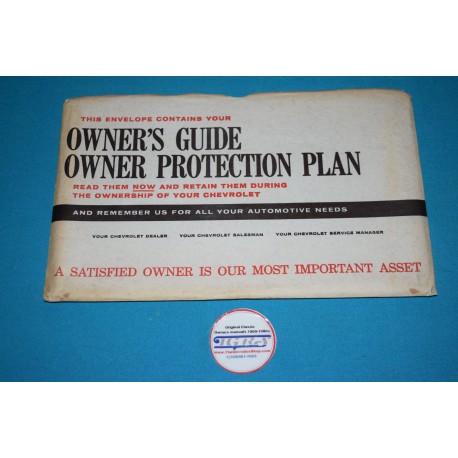 THIS ENVELOPE CONTAINS YOUR
OWNER'S GUIDE
OWNER PROTECTION PLAN
READ THEM NOW AND RETAIN THEM DURING
THE OWNERSHIP OF YOUR CHEVROLET
AND REMEMBER US FOR ALL YOUR AUTOMOTIVE NEEDS
YOUR CHEVROLET DEALER YOUR CHEVROLET SALESMAN YOUR CHEVROLET SERVICE MANAGER
A SATISFIED OWNER IS OUR MOST IMPORTANT ASSET
Original Classic